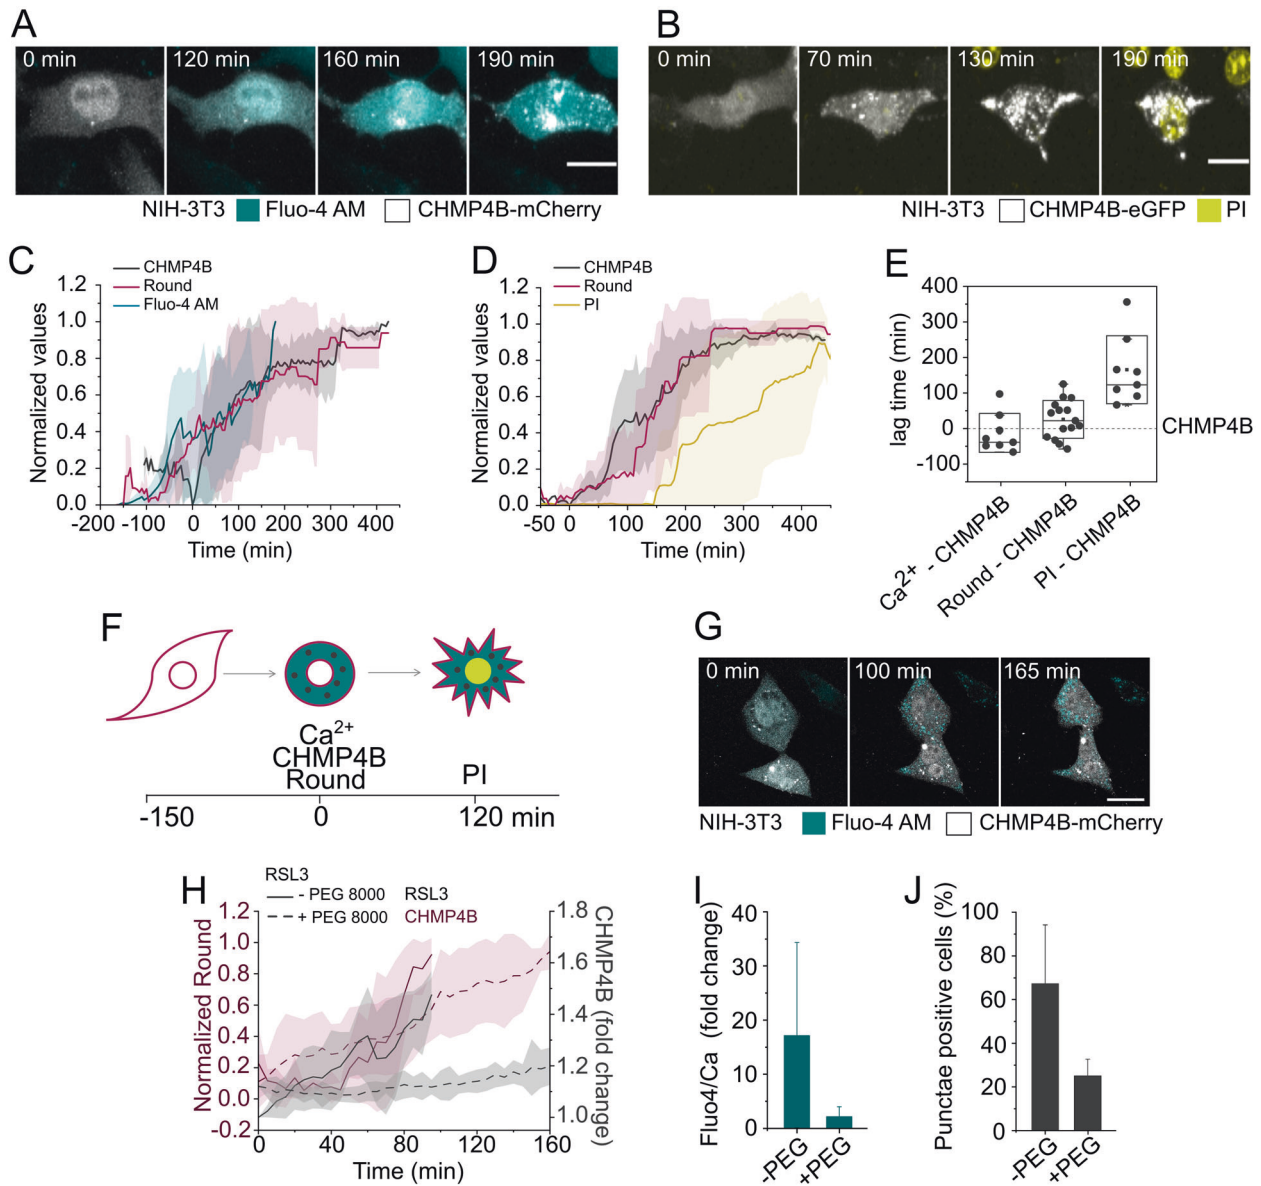 A
0 min
120 min
160 min
190 min
NIH-3T3 Fluo-4 AM CHMP4B-mCherry
B
0 min
70 min
130 min
190 min
NIH-3T3 CHMP4B-eGFP PI
C
CHMP4B
Round
Fluo-4 AM
Normalized values
1.2
1.0
0.8
0.6
0.4
0.2
0.0
-200 -100 0 100 200 300 400
Time (min)
D
CHMP4B
Round
PI
Normalized values
1.2
1.0
0.8
0.6
0.4
0.2
0.0
-50 0 100 200 300 400
Time (min)
E
lag time (min)
400
300
200
100
0
-100
CHMP4B
Ca2+ - CHMP4B
Round - CHMP4B
PI - CHMP4B
F
Ca2+
CHMP4B
Round
PI
-150 0 120 min
G
0 min
100 min
165 min
NIH-3T3 Fluo-4 AM CHMP4B-mCherry
H
RSL3
- PEG 8000
+ PEG 8000
RSL3
CHMP4B
Normalized Round
1.2
1.0
0.8
0.6
0.4
0.2
0.0
-0.2
CHMP4B (fold change)
1.8
1.6
1.4
1.2
1.0
0 40 80 120 160
Time (min)
I
Fluo4/Ca (fold change)
40
30
20
10
0
-PEG
+PEG
J
Punctae positive cells (%)
100
80
60
40
20
0
-PEG
+PEG